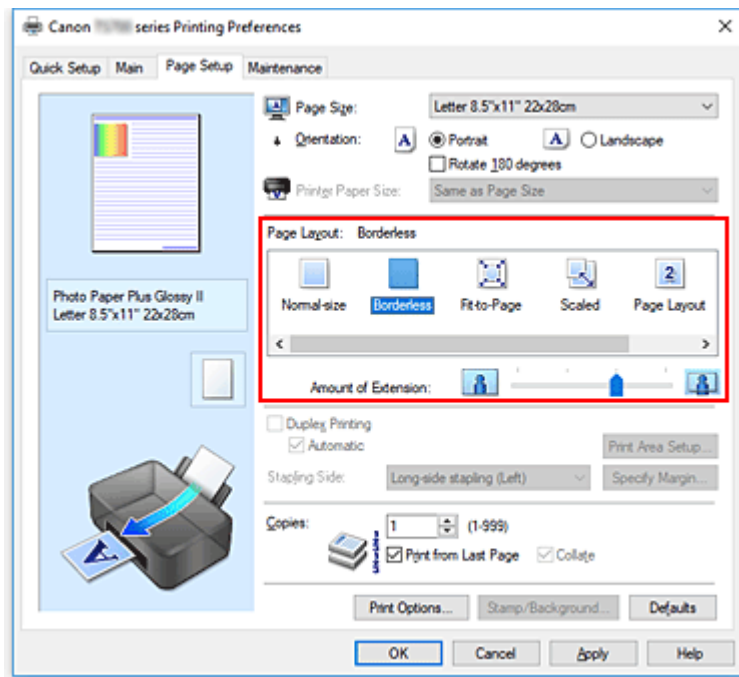 Canon series Printing Preferences
Quick Setup Main Page Setup Maintenance
Page Size: Letter 8.5"x11" 22x28cm
Orientation: A Portrait A Landscape
Rotate 180 degrees
Printer Paper Size: Same as Page Size
Page Layout: Borderless
Normal-size Borderless Fit-to-Page Scaled Page Layout
Amount of Extension:
Photo Paper Plus Glossy II
Letter 8.5"x11" 22x28cm
Duplex Printing
Automatic Print Area Setup...
Stapling Side: Long-side stapling (Left) Specify Margin...
Copies: 1 (1-999)
Print from Last Page Collate
Print Options... Stamp/Background... Defaults
OK Cancel Apply Help